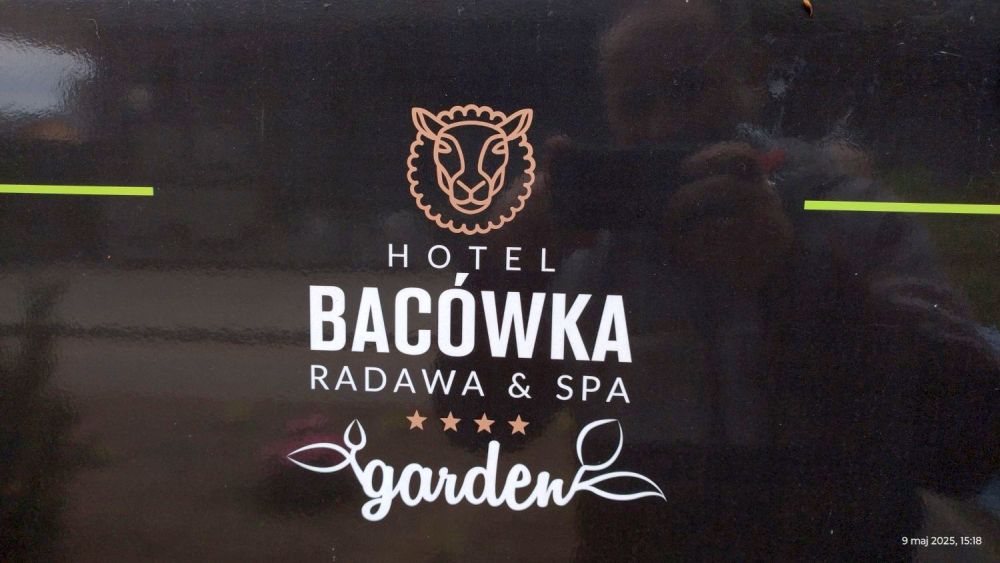 HOTEL
BACÓWKA
RADAWA & SPA
garden
9 maj 2025, 15:18